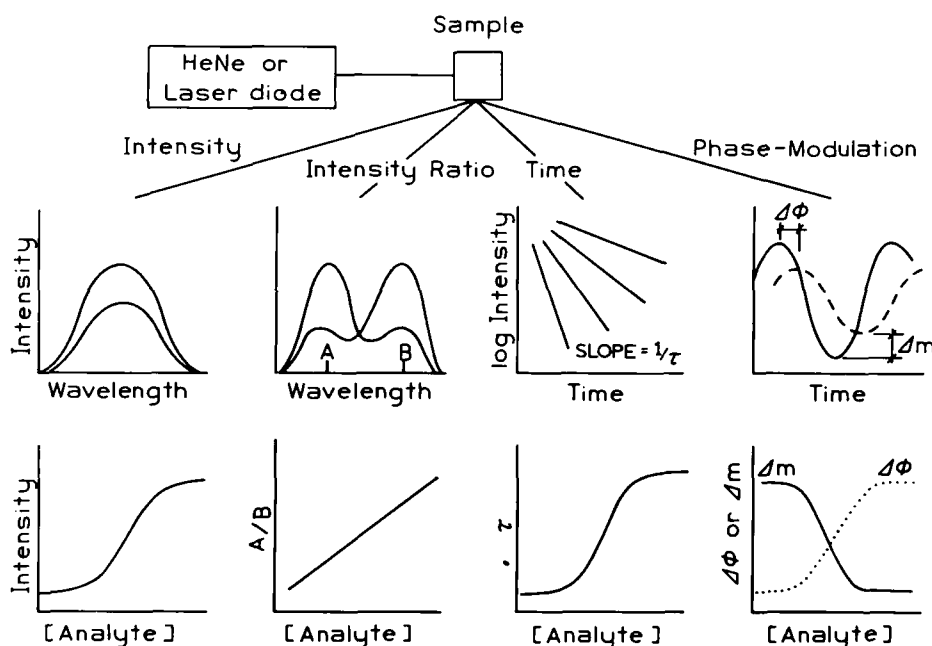 Sample
HeNe or
Laser diode
Intensity
Intensity Ratio
Time
Phase-Modulation
Intensity
Wavelength
A
B
Wavelength
log Intensity
SLOPE = 1/τ
Time
ΔΦ
Δm
Time
Intensity
[Analyte]
A/B
[Analyte]
τ
[Analyte]
ΔΦ or Δm
Δm
ΔΦ
[Analyte]